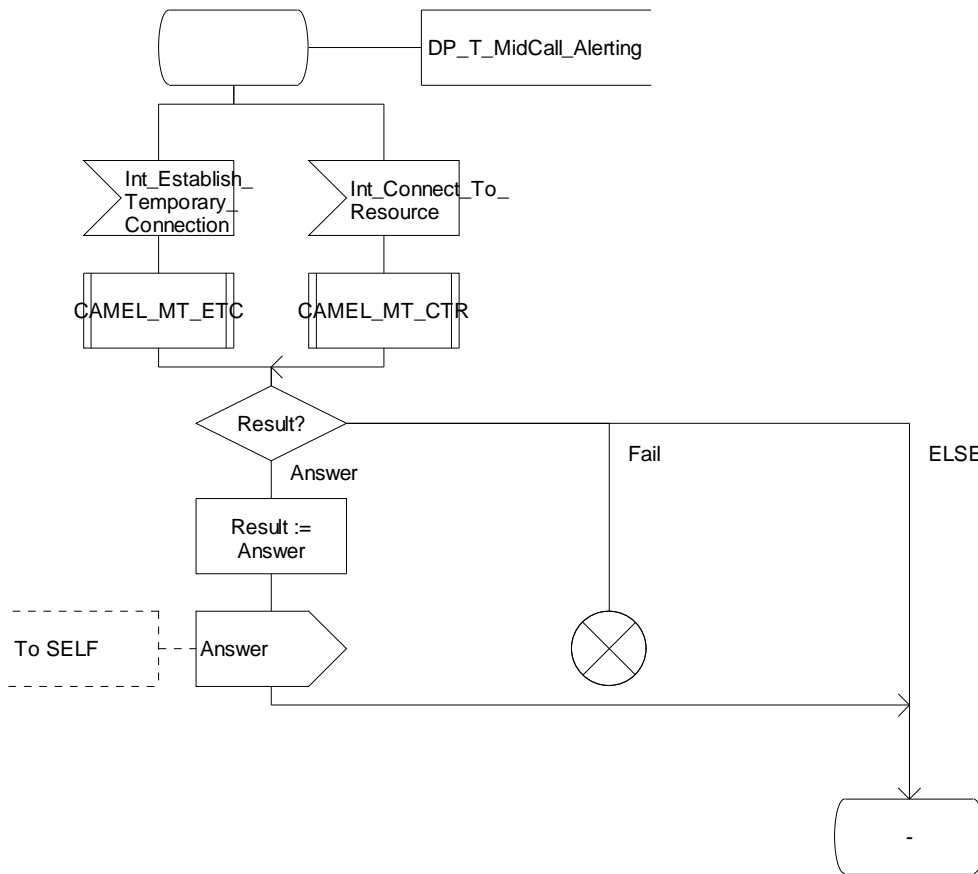 DP_T_MidCall_Alerting
Int_Establish_
Temporary_
Connection
Int_Connect_To_
Resource
CAMEL_MT_ETC
CAMEL_MT_CTR
Result?
Answer
Fail
ELSE
Result :=
Answer
To SELF
Answer
-